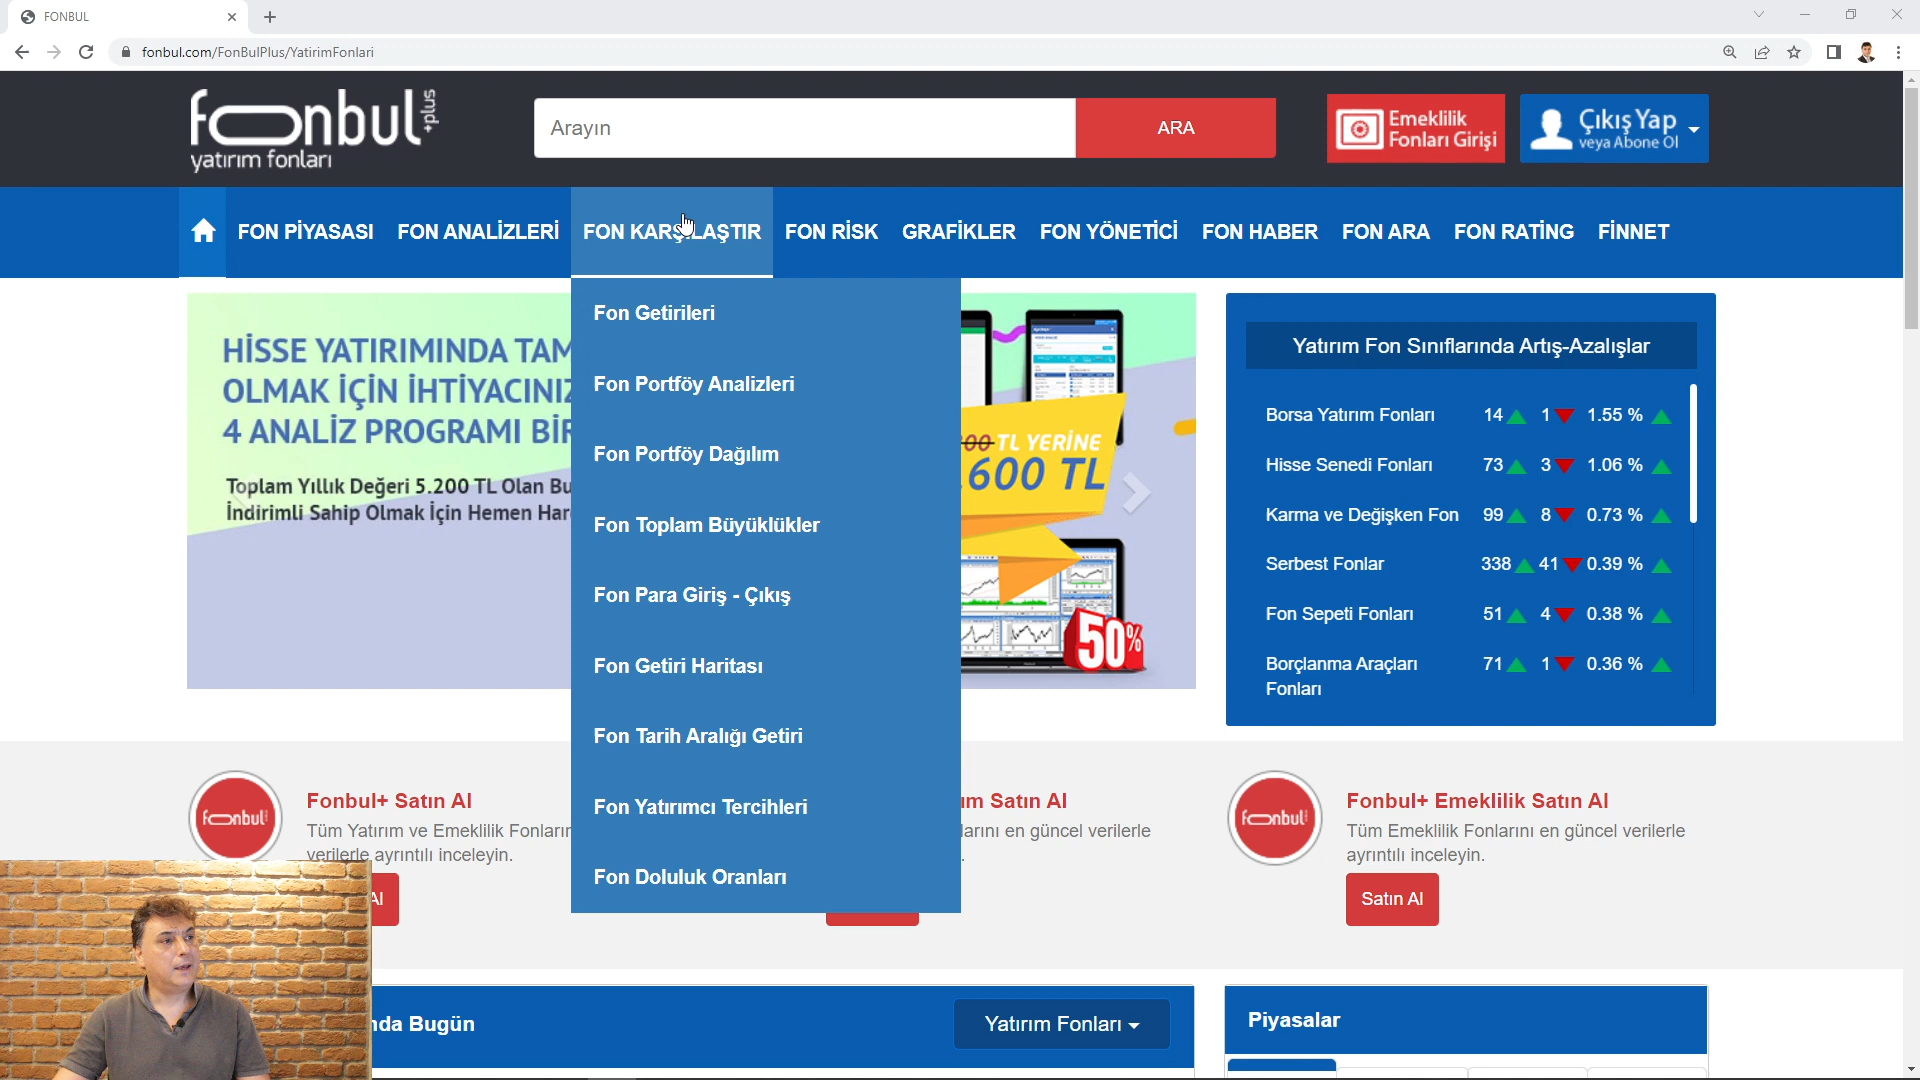 FONBUL
fonbul.com/FonBulPlus/YatirimFonlari
fonbul+plus
yatırım fonları
Arayın
ARA
Emeklilik
Fonları Girişi
Çıkış Yap
veya Abone Ol
FON PİYASASI
FON ANALİZLERİ
FON RİSK
GRAFİKLER
FON YÖNETİCİ
FON HABER
FON ARA
FON RATİNG
FİNNET
HİSSE YATIRIMINDA TAM
OLMAK İÇİN İHTİYACINIZ
4 ANALİZ PROGRAMI BİR
Toplam Yıllık Değeri 5.200 TL Olan Bu
İndirimli Sahip Olmak İçin Hemen Har
TL YERİNE
600 TL
50%
Fon Getirileri
Fon Portföy Analizleri
Fon Portföy Dağılım
Fon Toplam Büyüklükler
Fon Para Giriş - Çıkış
Fon Getiri Haritası
Fon Tarih Aralığı Getiri
Fon Yatırımcı Tercihleri
Fon Doluluk Oranları
Yatırım Fon Sınıflarında Artış-Azalışlar
Borsa Yatırım Fonları 14 1 1.55 %
Hisse Senedi Fonları 73 3 1.06 %
Karma ve Değişken Fon 99 8 0.73 %
Serbest Fonlar 338 41 0.39 %
Fon Sepeti Fonları 51 4 0.38 %
Borçlanma Araçları 71 1 0.36 %
Fonları
fonbul
Fonbul+ Satın Al
Tüm Yatırım ve Emeklilik Fonların
verilerle ayrıntılı inceleyin.
Al
ım Satın Al
larını en güncel verilerle
.
fonbul
Fonbul+ Emeklilik Satın Al
Tüm Emeklilik Fonlarını en güncel verilerle
ayrıntılı inceleyin.
Satın Al
nda Bugün
Yatırım Fonları
Piyasalar